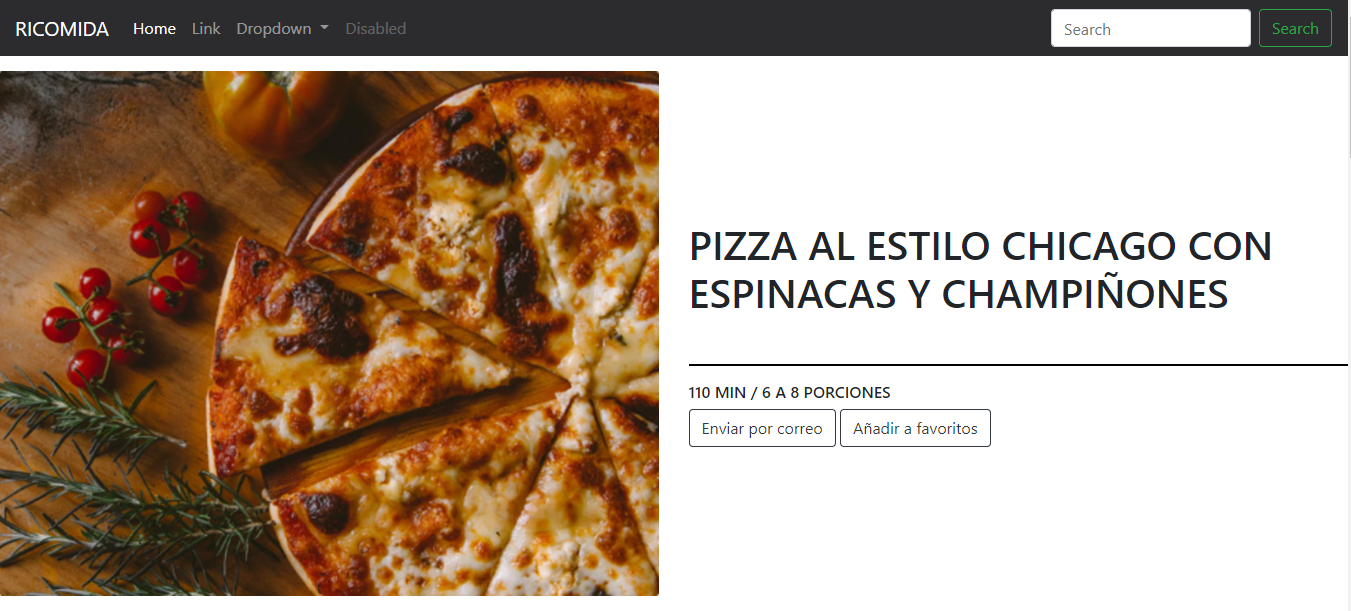 RICOMIDA Home Link Dropdown Disabled Search Search
PIZZA AL ESTILO CHICAGO CON
ESPINACAS Y CHAMPIÑONES
110 MIN / 6 A 8 PORCIONES
Enviar por correo Añadir a favoritos